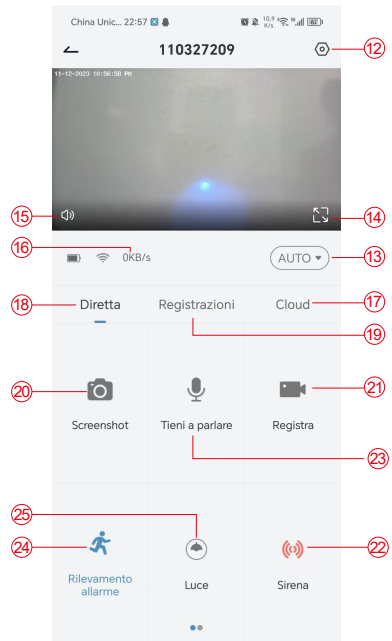 China Unic... 22:57 10.9 K/s
110327209
12
11-12-2023 10:56:58 PM
15
14
16
0KB/s
AUTO
13
18
Diretta
Registrazioni
Cloud
17
19
20
21
Screenshot
Tieni a parlare
Registra
23
25
24
22
Rilevamento
allarme
Luce
Sirena